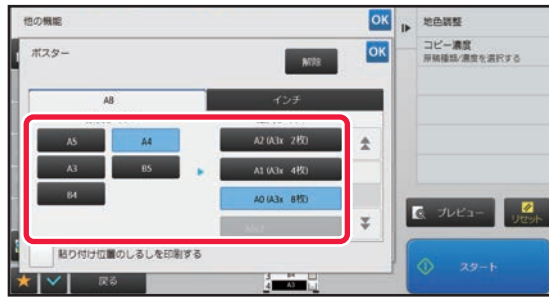 他の機能
OK
地色調整
コピー濃度
原稿種類/濃度を選択する
ポスター
解除
OK
AB
インチ
A5
A4
A3
B5
B4
A2 (A3x 2枚)
A1 (A3x 4枚)
A0 (A3x 8枚)
貼り付け位置のしるしを印刷する
プレビュー
リセット
戻る
B4
A3
スタート